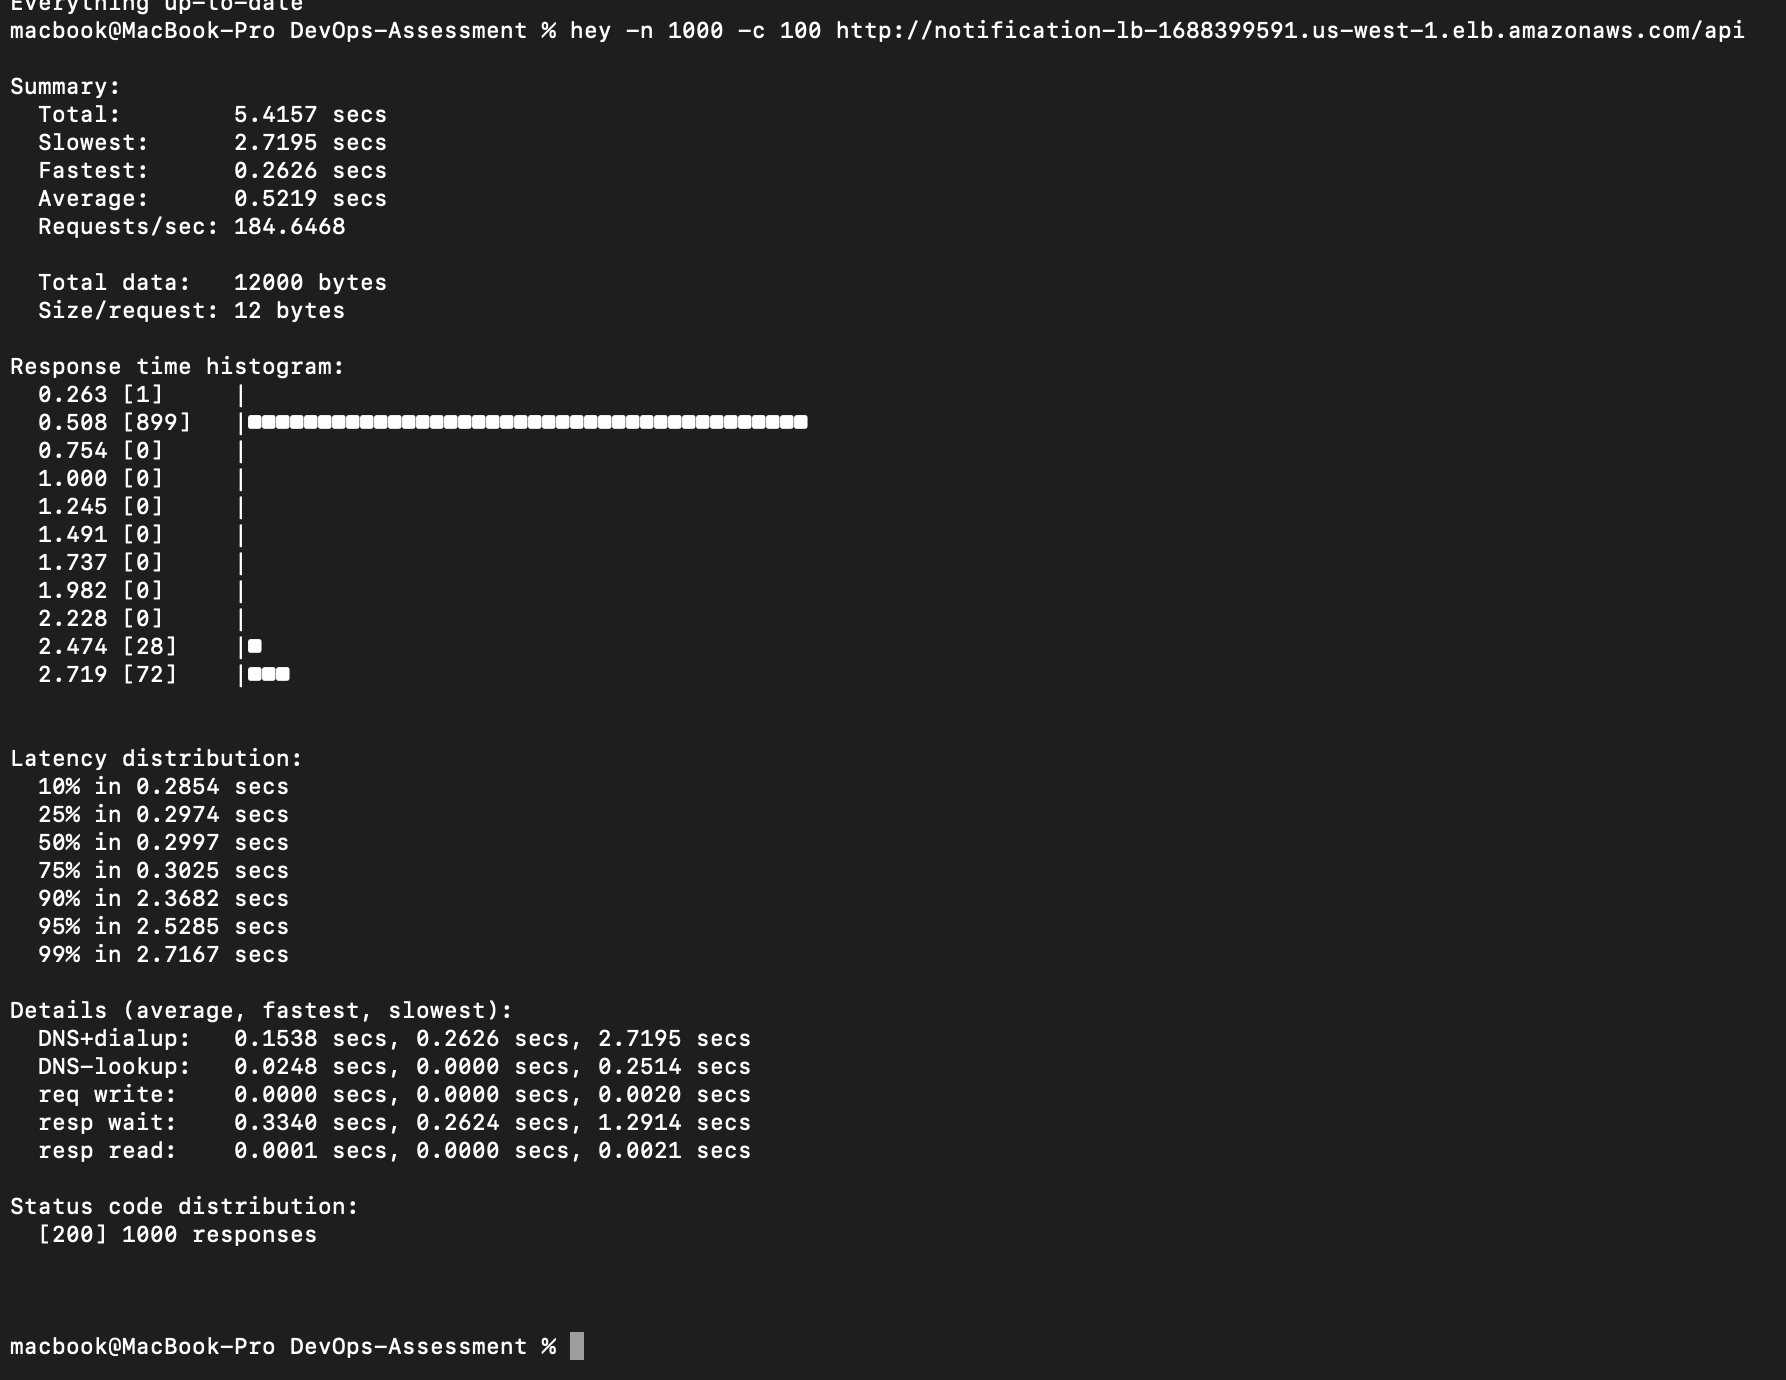 Everything up-to-date
macbook@MacBook-Pro DevOps-Assessment % hey -n 1000 -c 100 http://notification-lb-1688399591.us-west-1.elb.amazonaws.com/api
Summary:
Total: 5.4157 secs
Slowest: 2.7195 secs
Fastest: 0.2626 secs
Average: 0.5219 secs
Requests/sec: 184.6468
Total data: 12000 bytes
Size/request: 12 bytes
Response time histogram:
0.263 [1] |
0.508 [899] |■■■■■■■■■■■■■■■■■■■■■■■■■■■■■■■■■■■■■■■■
0.754 [0] |
1.000 [0] |
1.245 [0] |
1.491 [0] |
1.737 [0] |
1.982 [0] |
2.228 [0] |
2.474 [28] |■
2.719 [72] |■■■
Latency distribution:
10% in 0.2854 secs
25% in 0.2974 secs
50% in 0.2997 secs
75% in 0.3025 secs
90% in 2.3682 secs
95% in 2.5285 secs
99% in 2.7167 secs
Details (average, fastest, slowest):
DNS+dialup: 0.1538 secs, 0.2626 secs, 2.7195 secs
DNS-lookup: 0.0248 secs, 0.0000 secs, 0.2514 secs
req write: 0.0000 secs, 0.0000 secs, 0.0020 secs
resp wait: 0.3340 secs, 0.2624 secs, 1.2914 secs
resp read: 0.0001 secs, 0.0000 secs, 0.0021 secs
Status code distribution:
[200] 1000 responses
macbook@MacBook-Pro DevOps-Assessment %